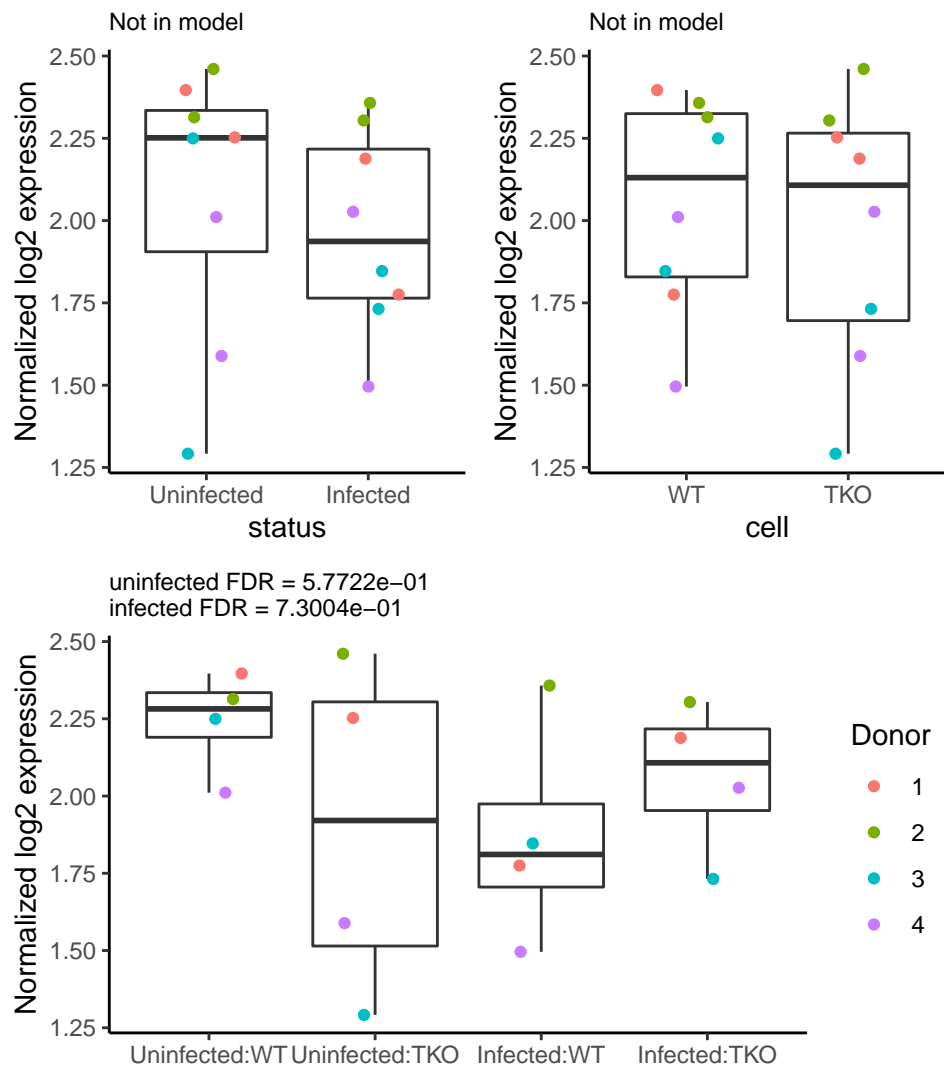 Not in model
Normalized log2 expression
2.50
2.25
2.00
1.75
1.50
1.25
Uninfected Infected
status
Not in model
Normalized log2 expression
2.50
2.25
2.00
1.75
1.50
1.25
WT TKO
cell
uninfected FDR = 5.7722e−01
infected FDR = 7.3004e−01
Normalized log2 expression
2.50
2.25
2.00
1.75
1.50
1.25
Uninfected:WT Uninfected:TKO Infected:WT Infected:TKO
Donor
1
2
3
4